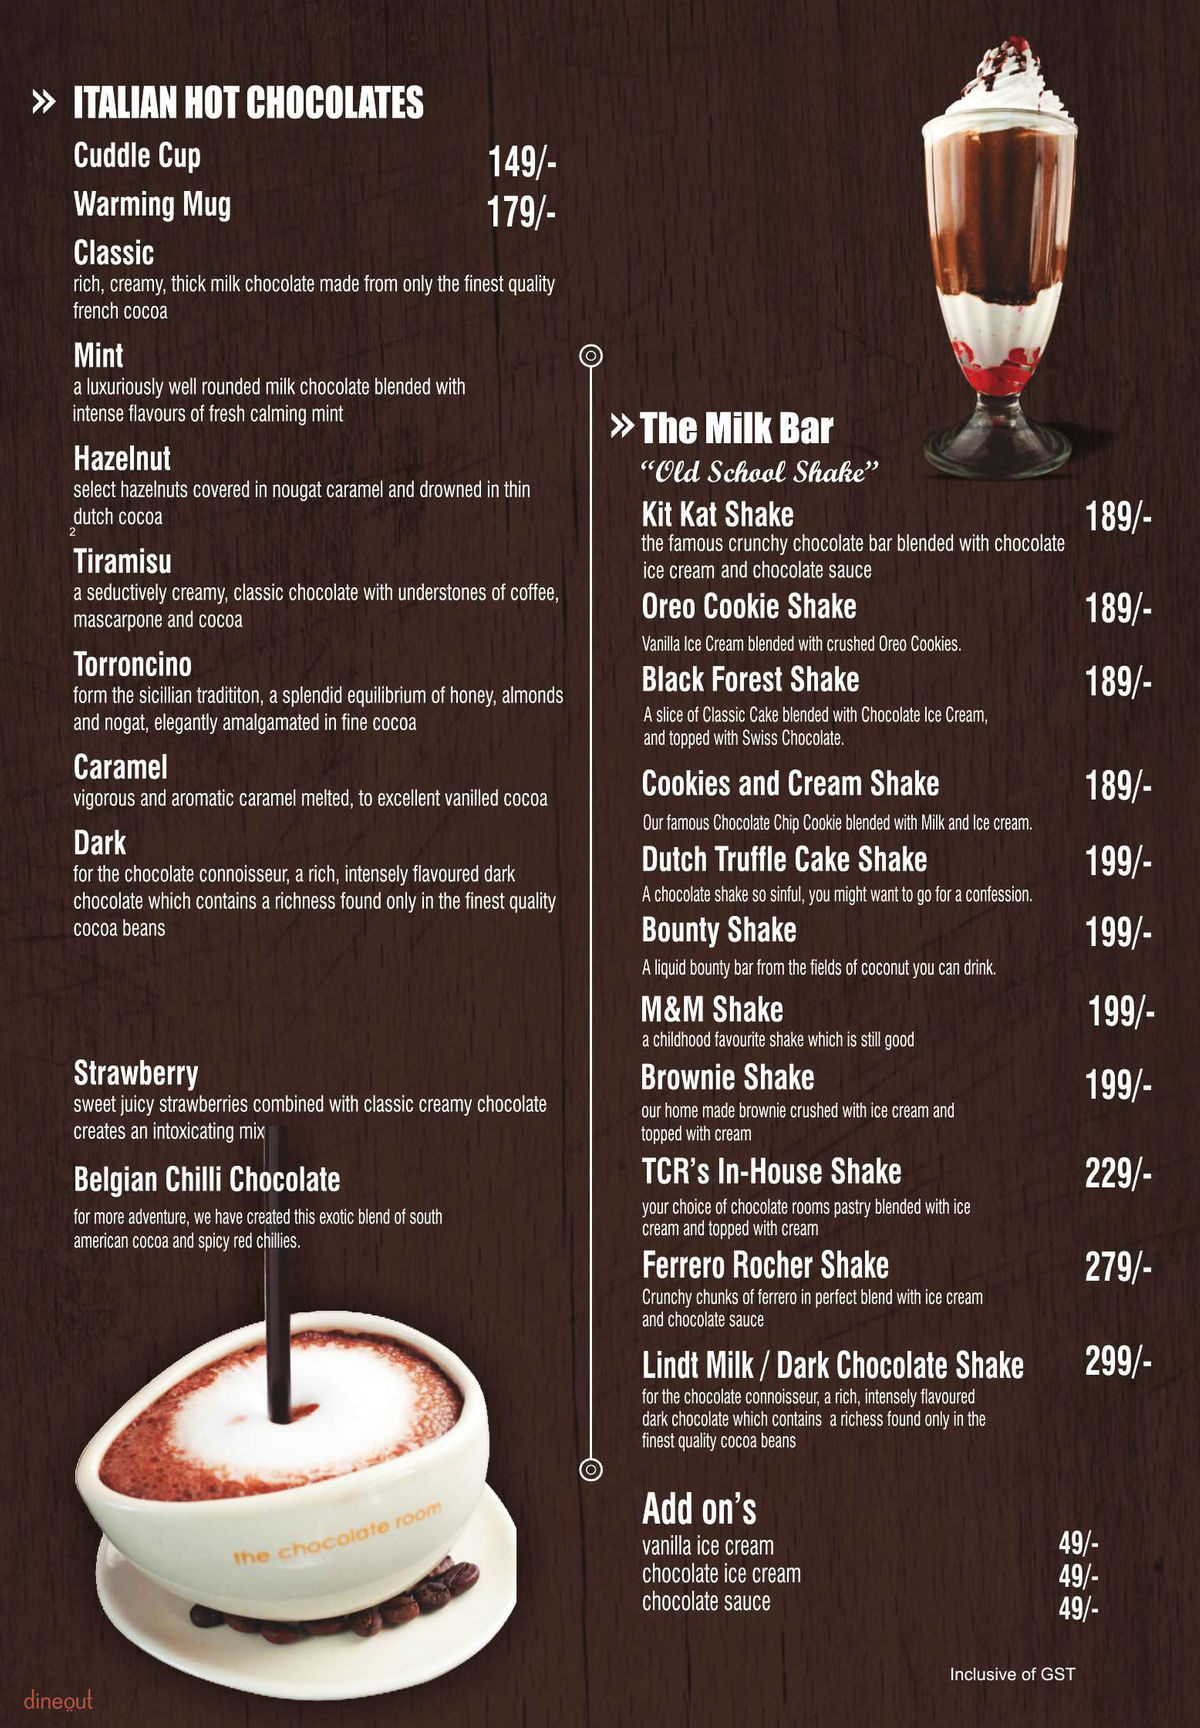 » ITALIAN HOT CHOCOLATES
Cuddle Cup 149/-
Warming Mug 179/-
Classic
rich, creamy, thick milk chocolate made from only the finest quality
french cocoa
Mint
a luxuriously well rounded milk chocolate blended with
intense flavours of fresh calming mint
Hazelnut
select hazelnuts covered in nougat caramel and drowned in thin
dutch cocoa
2
Tiramisu
a seductively creamy, classic chocolate with understones of coffee,
mascarpone and cocoa
Torroncino
form the sicillian tradititon, a splendid equilibrium of honey, almonds
and nogat, elegantly amalgamated in fine cocoa
Caramel
vigorous and aromatic caramel melted, to excellent vanilled cocoa
Dark
for the chocolate connoisseur, a rich, intensely flavoured dark
chocolate which contains a richness found only in the finest quality
cocoa beans
Strawberry
sweet juicy strawberries combined with classic creamy chocolate
creates an intoxicating mix
Belgian Chilli Chocolate
for more adventure, we have created this exotic blend of south
american cocoa and spicy red chillies.
the chocolate room
» The Milk Bar
“Old School Shake”
Kit Kat Shake 189/-
the famous crunchy chocolate bar blended with chocolate
ice cream and chocolate sauce
Oreo Cookie Shake 189/-
Vanilla Ice Cream blended with crushed Oreo Cookies.
Black Forest Shake 189/-
A slice of Classic Cake blended with Chocolate Ice Cream,
and topped with Swiss Chocolate.
Cookies and Cream Shake 189/-
Our famous Chocolate Chip Cookie blended with Milk and Ice cream.
Dutch Truffle Cake Shake 199/-
A chocolate shake so sinful, you might want to go for a confession.
Bounty Shake 199/-
A liquid bounty bar from the fields of coconut you can drink.
M&M Shake 199/-
a childhood favourite shake which is still good
Brownie Shake 199/-
our home made brownie crushed with ice cream and
topped with cream
TCR’s In-House Shake 229/-
your choice of chocolate rooms pastry blended with ice
cream and topped with cream
Ferrero Rocher Shake 279/-
Crunchy chunks of ferrero in perfect blend with ice cream
and chocolate sauce
Lindt Milk / Dark Chocolate Shake 299/-
for the chocolate connoisseur, a rich, intensely flavoured
dark chocolate which contains a richess found only in the
finest quality cocoa beans
Add on’s
vanilla ice cream 49/-
chocolate ice cream 49/-
chocolate sauce 49/-
Inclusive of GST
dineout